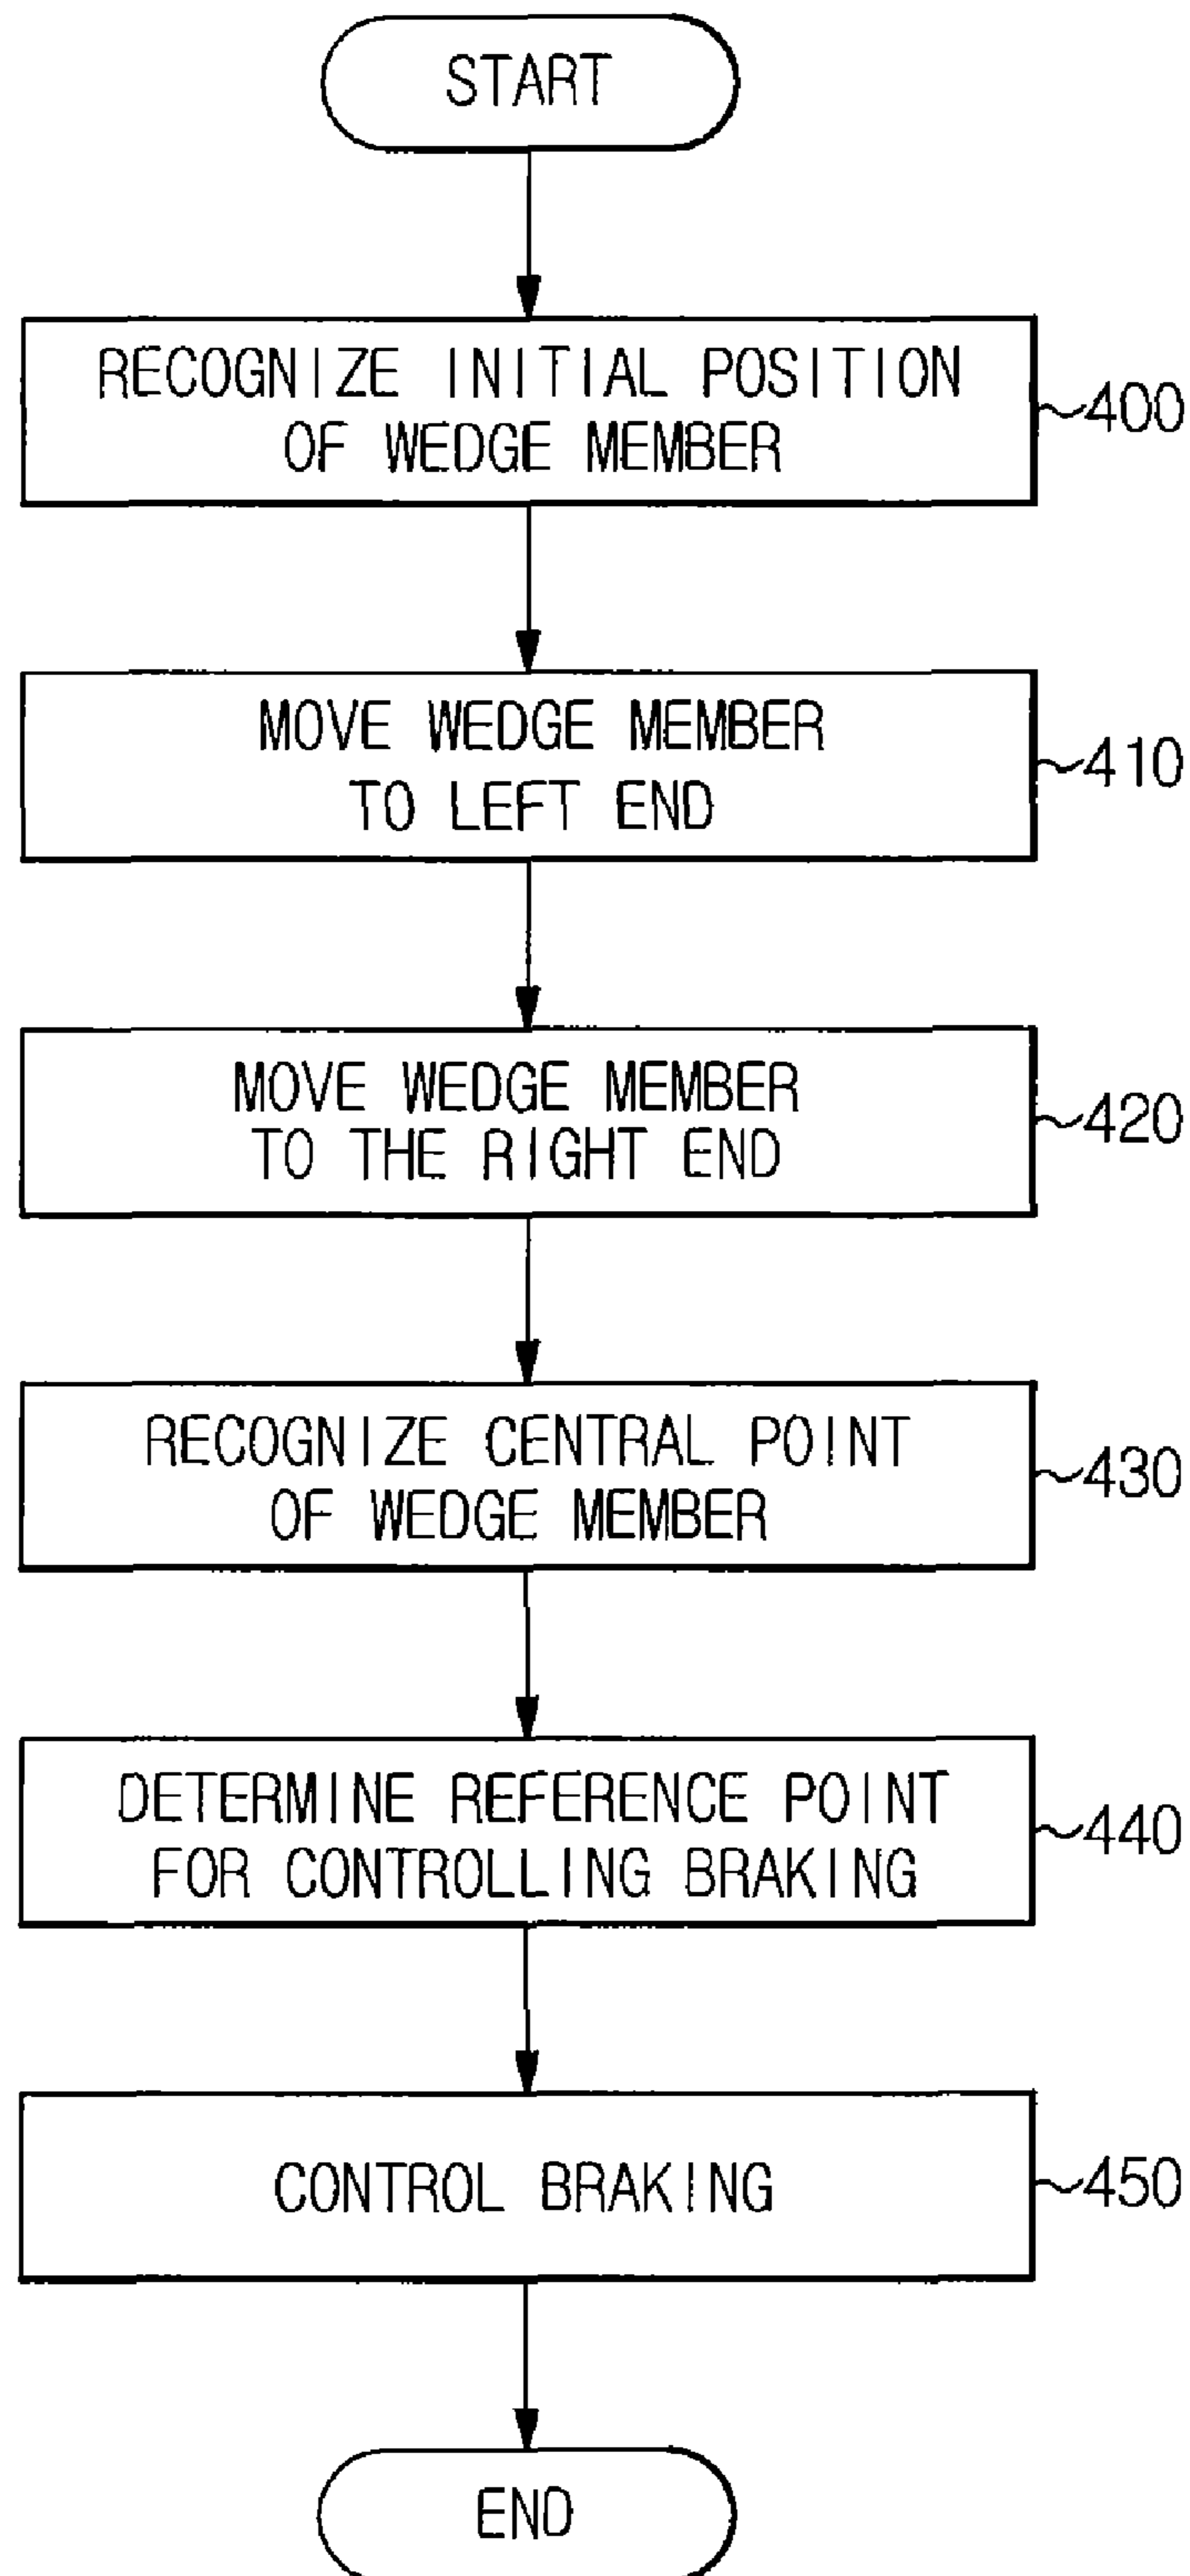 START
RECOGNIZE INITIAL POSITION
OF WEDGE MEMBER
400
MOVE WEDGE MEMBER
TO LEFT END
410
MOVE WEDGE MEMBER
TO THE RIGHT END
420
RECOGNIZE CENTRAL POINT
OF WEDGE MEMBER
430
DETERMINE REFERENCE POINT
FOR CONTROLLING BRAKING
440
CONTROL BRAKING
450
END